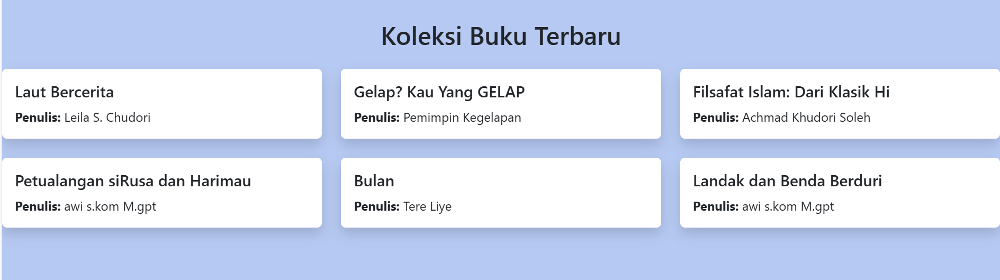 Koleksi Buku Terbaru
Laut Bercerita
Penulis: Leila S. Chudori
Gelap? Kau Yang GELAP
Penulis: Pemimpin Kegelapan
Filsafat Islam: Dari Klasik Hi
Penulis: Achmad Khudori Soleh
Petualangan siRusa dan Harimau
Penulis: awi s.kom M.gpt
Bulan
Penulis: Tere Liye
Landak dan Benda Berduri
Penulis: awi s.kom M.gpt